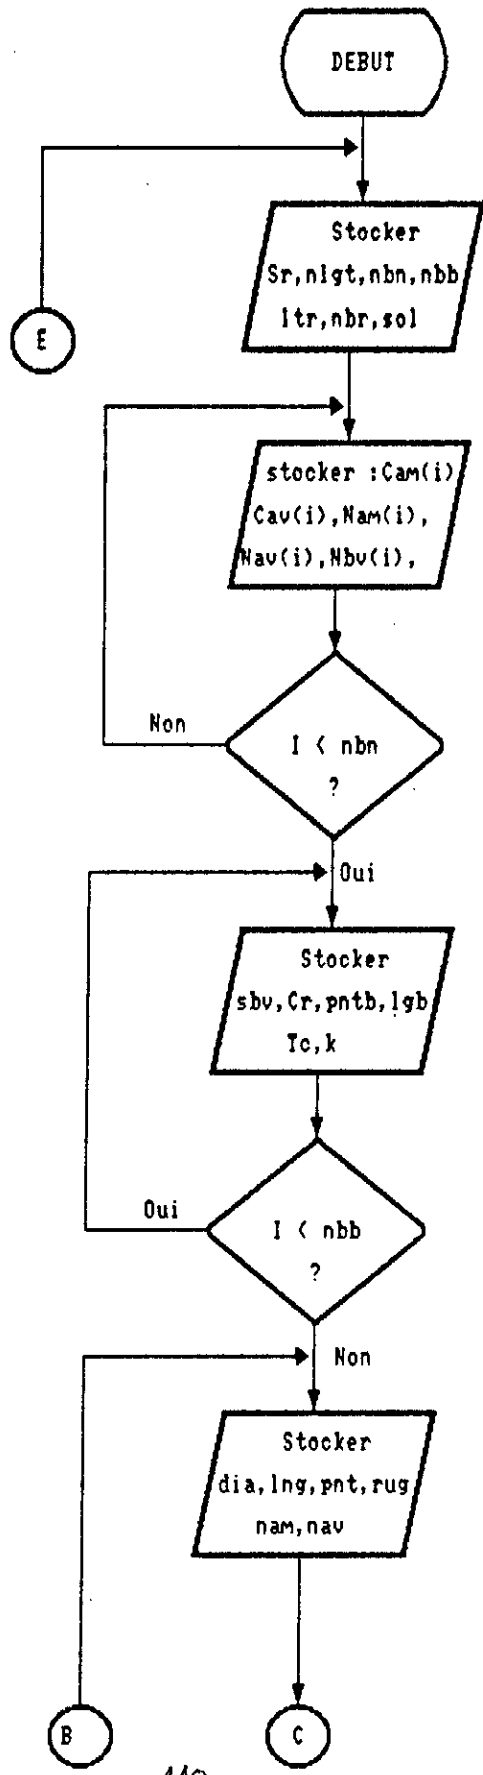 DEBUT
Stocker
Sr,nlgt,nbn,nbb
ltr,nbr,sol
E
stocker :Cam(i)
Cav(i),Nam(i),
Nav(i),Nbv(i),
Non
I < nbn
?
Oui
Stocker
sbv,Cr,pntb,lgb
Tc,k
Oui
I < nbb
?
Non
Stocker
dia,lng,pnt,rug
nam,nav
B
C